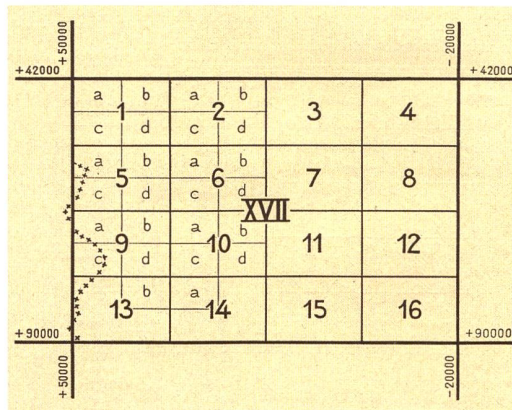 +50000 -20000
+42000 +42000
a b a b
1 2 3 4
c d c d
a b a b
5 6 7 8
c d c d
XVII
a b a b
9 10 11 12
c d c d
b a
13 14 15 16
+90000 +90000
+50000 -20000